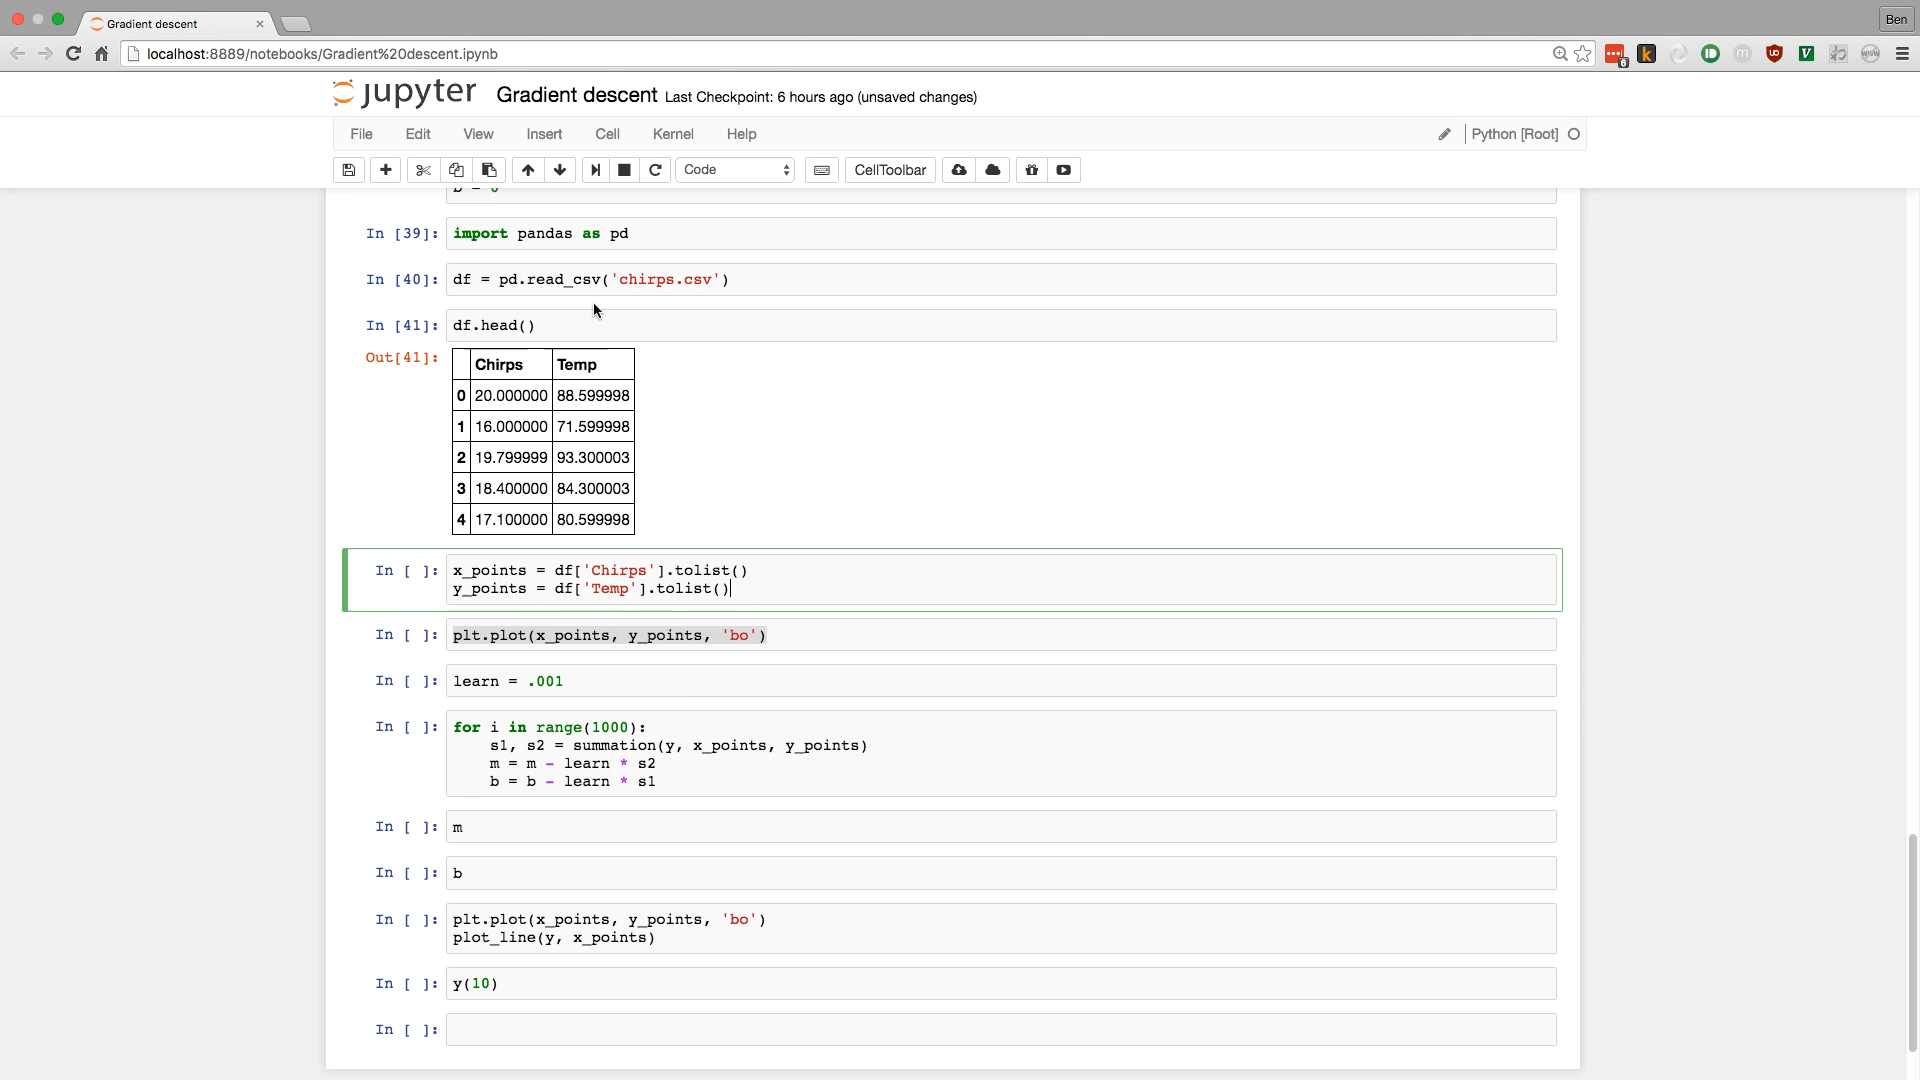 Gradient descent
Ben
localhost:8889/notebooks/Gradient%20descent.ipynb
jupyter Gradient descent Last Checkpoint: 6 hours ago (unsaved changes)
File Edit View Insert Cell Kernel Help Python [Root]
Code CellToolbar
b = 0
In [39]: import pandas as pd
In [40]: df = pd.read_csv('chirps.csv')
In [41]: df.head()
Out[41]:
Chirps Temp
0 20.000000 88.599998
1 16.000000 71.599998
2 19.799999 93.300003
3 18.400000 84.300003
4 17.100000 80.599998
In [ ]: x_points = df['Chirps'].tolist()
y_points = df['Temp'].tolist()
In [ ]: plt.plot(x_points, y_points, 'bo')
In [ ]: learn = .001
In [ ]: for i in range(1000):
s1, s2 = summation(y, x_points, y_points)
m = m - learn * s2
b = b - learn * s1
In [ ]: m
In [ ]: b
In [ ]: plt.plot(x_points, y_points, 'bo')
plot_line(y, x_points)
In [ ]: y(10)
In [ ]: